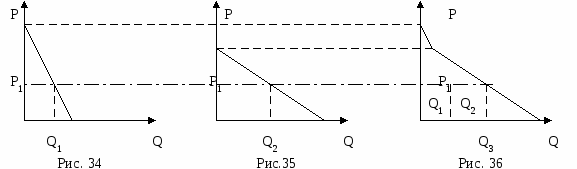 P P P
P₁ P₁ P₁
Q₁ Q₂
Q₁ Q Q₂ Q Q₃ Q
Рис. 34 Рис.35 Рис. 36